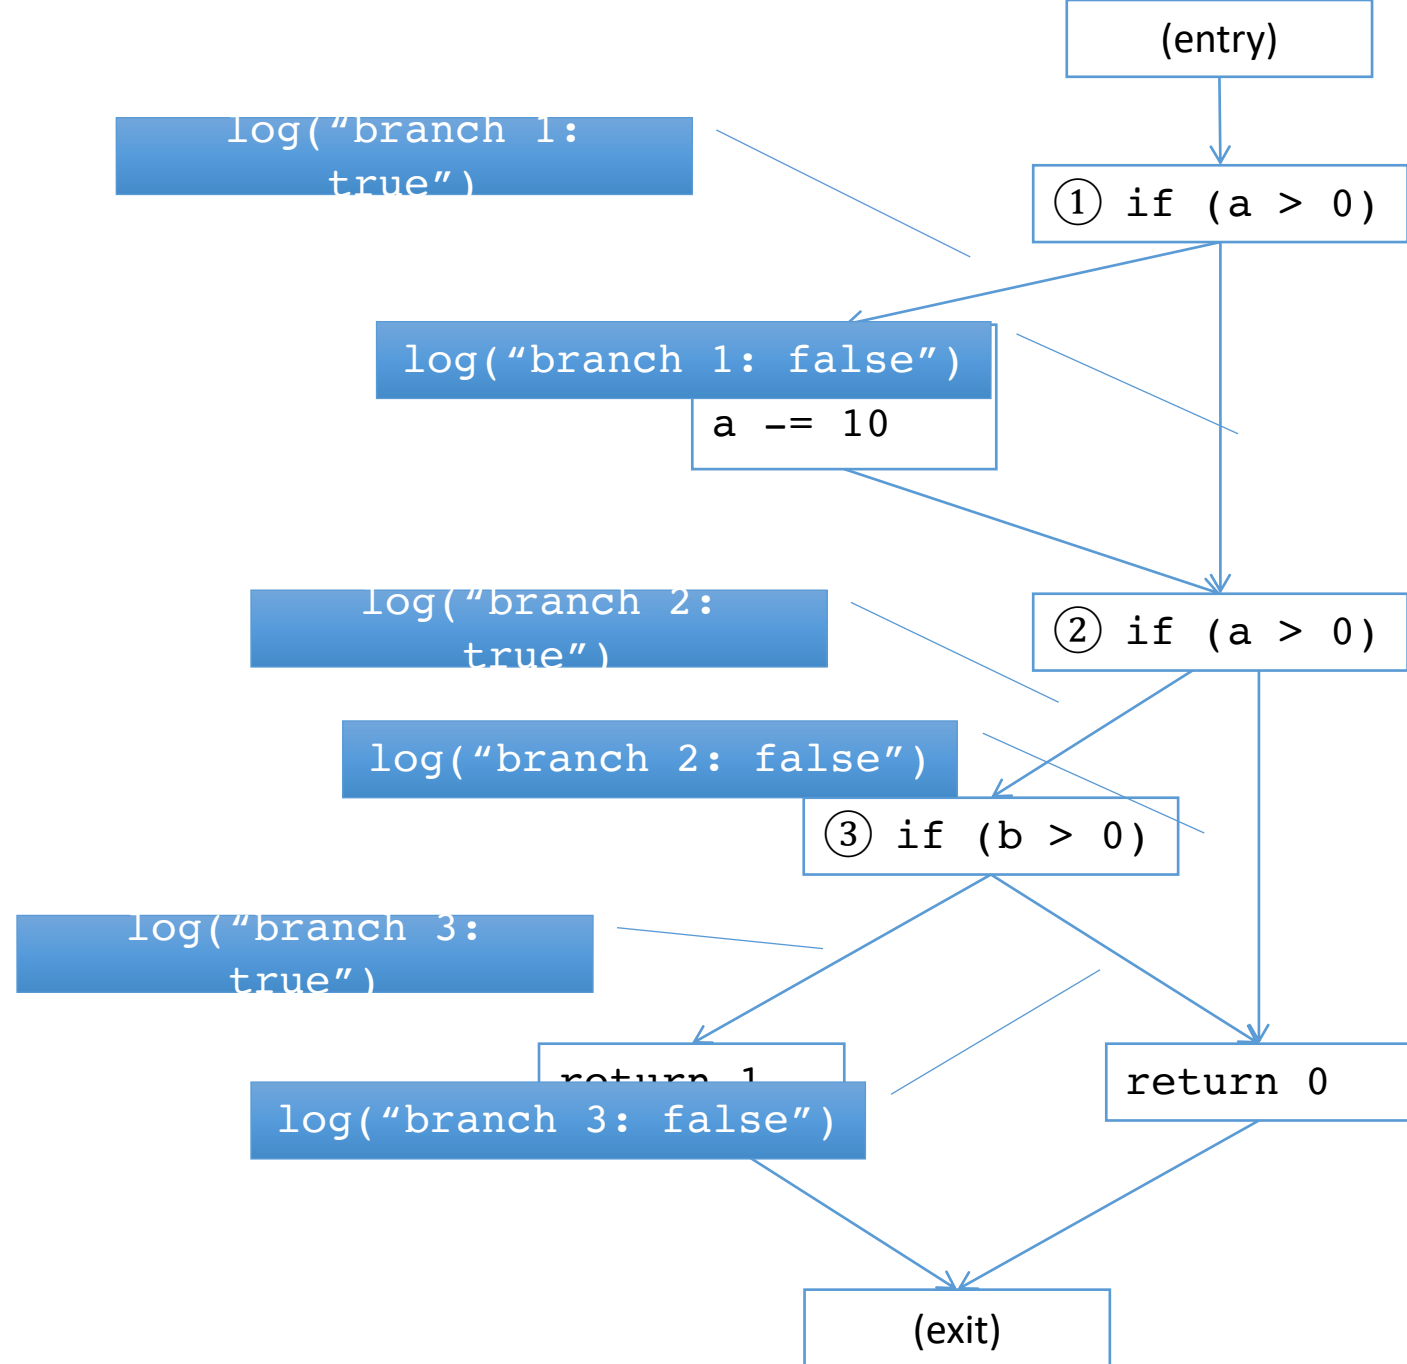 (entry)
log(“branch 1:
true”)
① if (a > 0)
log(“branch 1: false”)
a -= 10
log(“branch 2:
true”)
② if (a > 0)
log(“branch 2: false”)
③ if (b > 0)
log(“branch 3:
true”)
return 1
return 0
log(“branch 3: false”)
(exit)